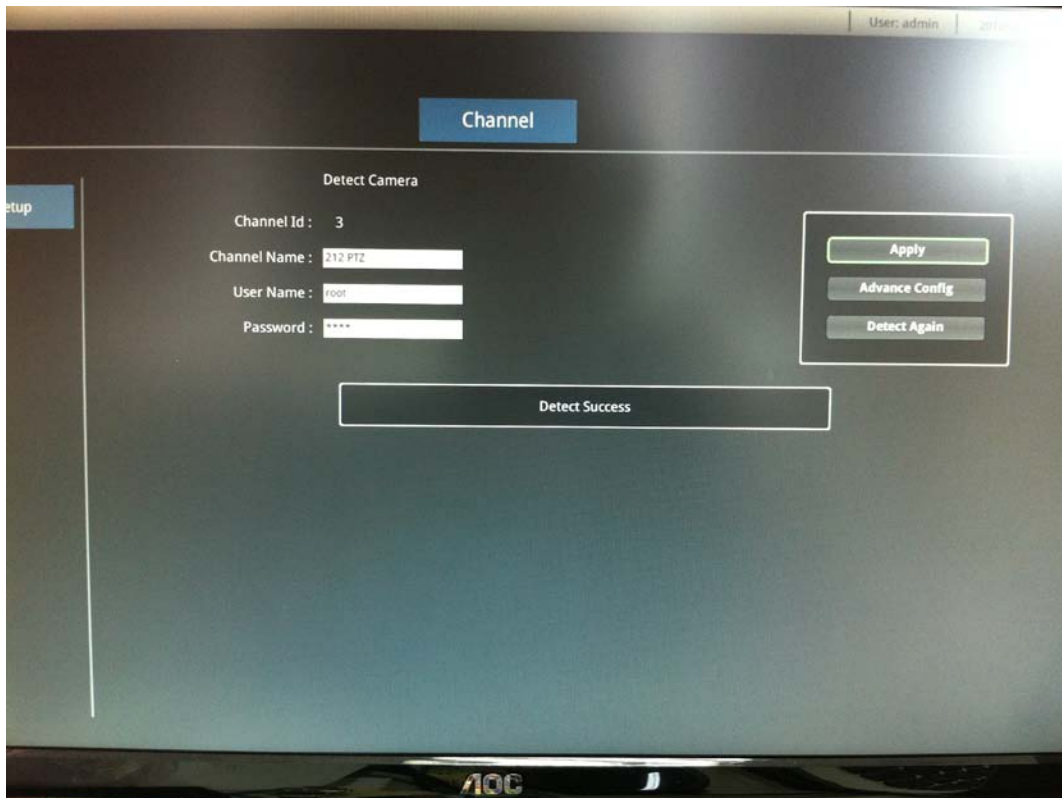 User: admin
Channel
etup
Detect Camera
Channel Id : 3
Channel Name : 212 PTZ
User Name : root
Password : ****
Apply
Advance Config
Detect Again
Detect Success
AOC